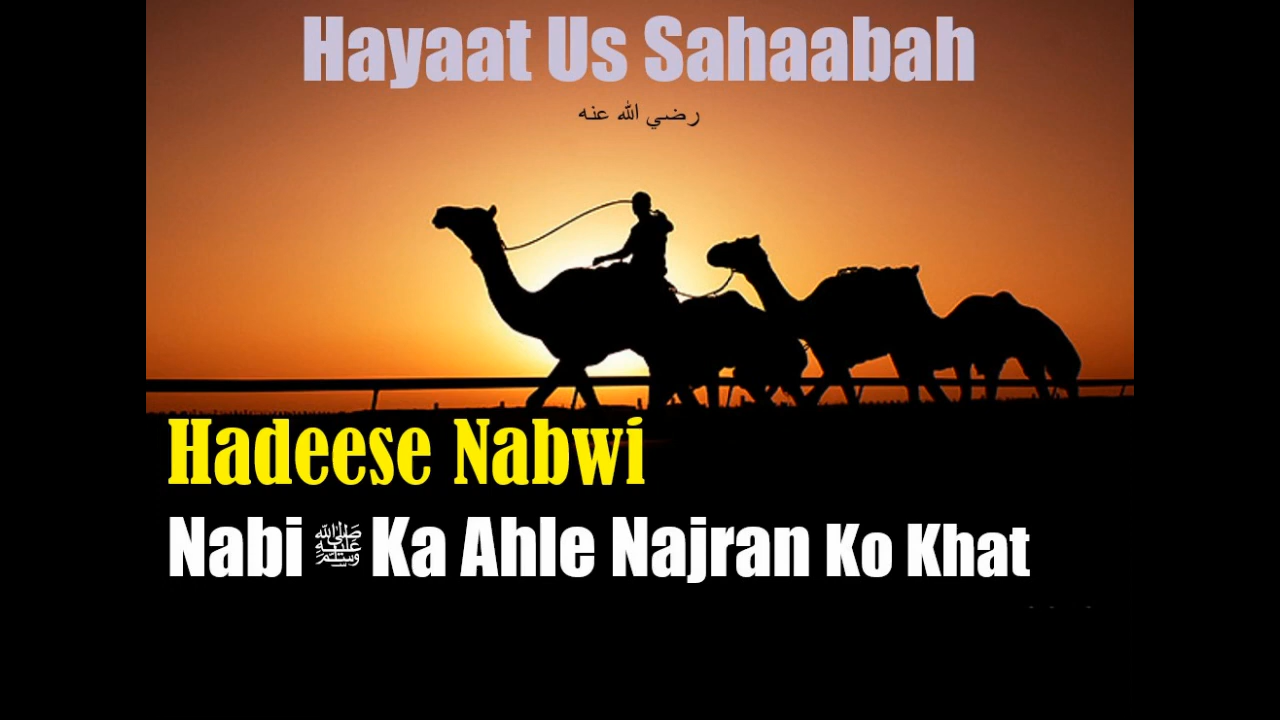 Hayaat Us Sahaabah
رضي الله عنه
Hadeese Nabwi
Nabi ﷺ Ka Ahle Najran Ko Khat